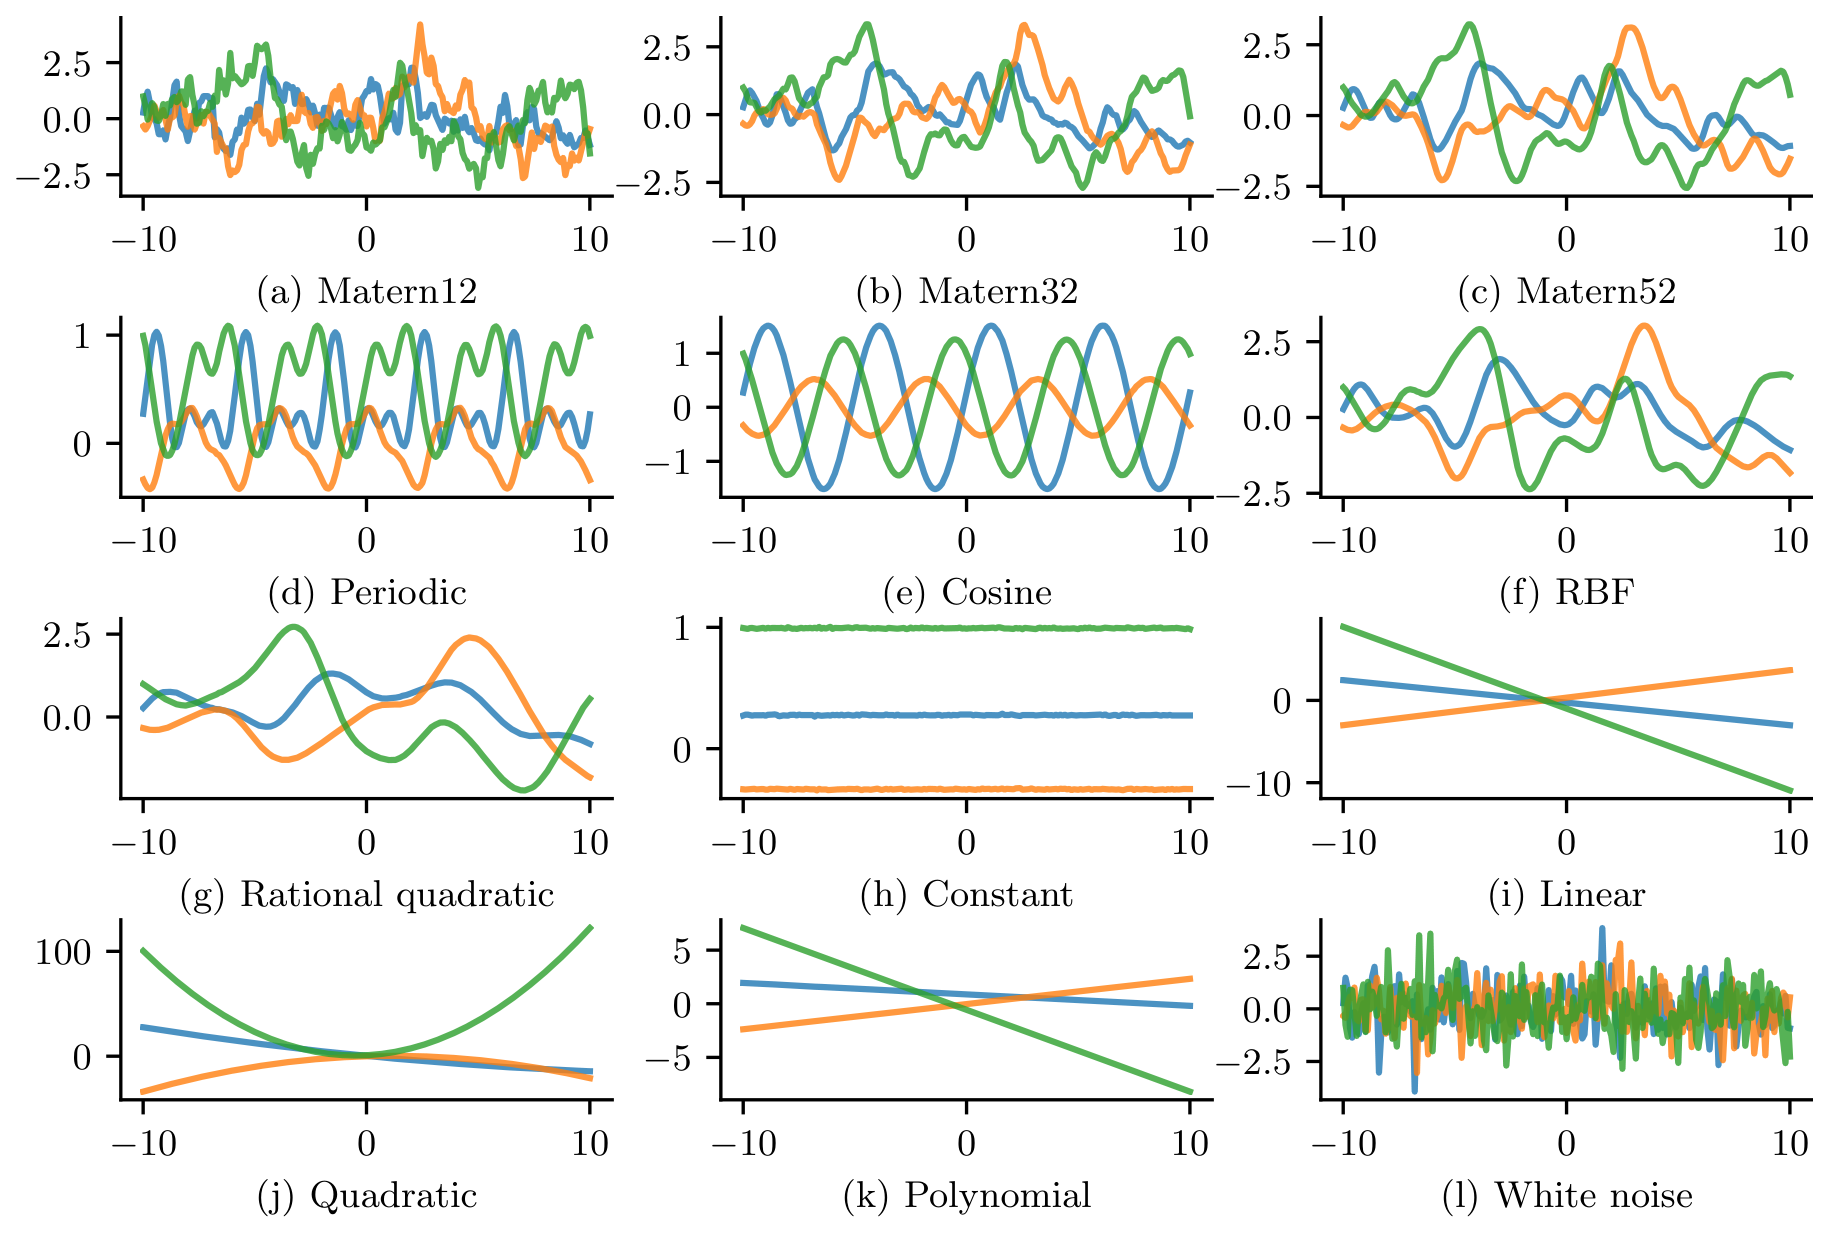 2.5
0.0
−2.5
−10 0 10
(a) Matern12
2.5
0.0
−2.5
−10 0 10
(b) Matern32
2.5
0.0
−2.5
−10 0 10
(c) Matern52
1
0
−10 0 10
(d) Periodic
1
0
−1
−10 0 10
(e) Cosine
2.5
0.0
−2.5
−10 0 10
(f) RBF
2.5
0.0
−10 0 10
(g) Rational quadratic
1
0
−10 0 10
(h) Constant
0
−10
−10 0 10
(i) Linear
100
0
−10 0 10
(j) Quadratic
5
0
−5
−10 0 10
(k) Polynomial
2.5
0.0
−2.5
−10 0 10
(l) White noise